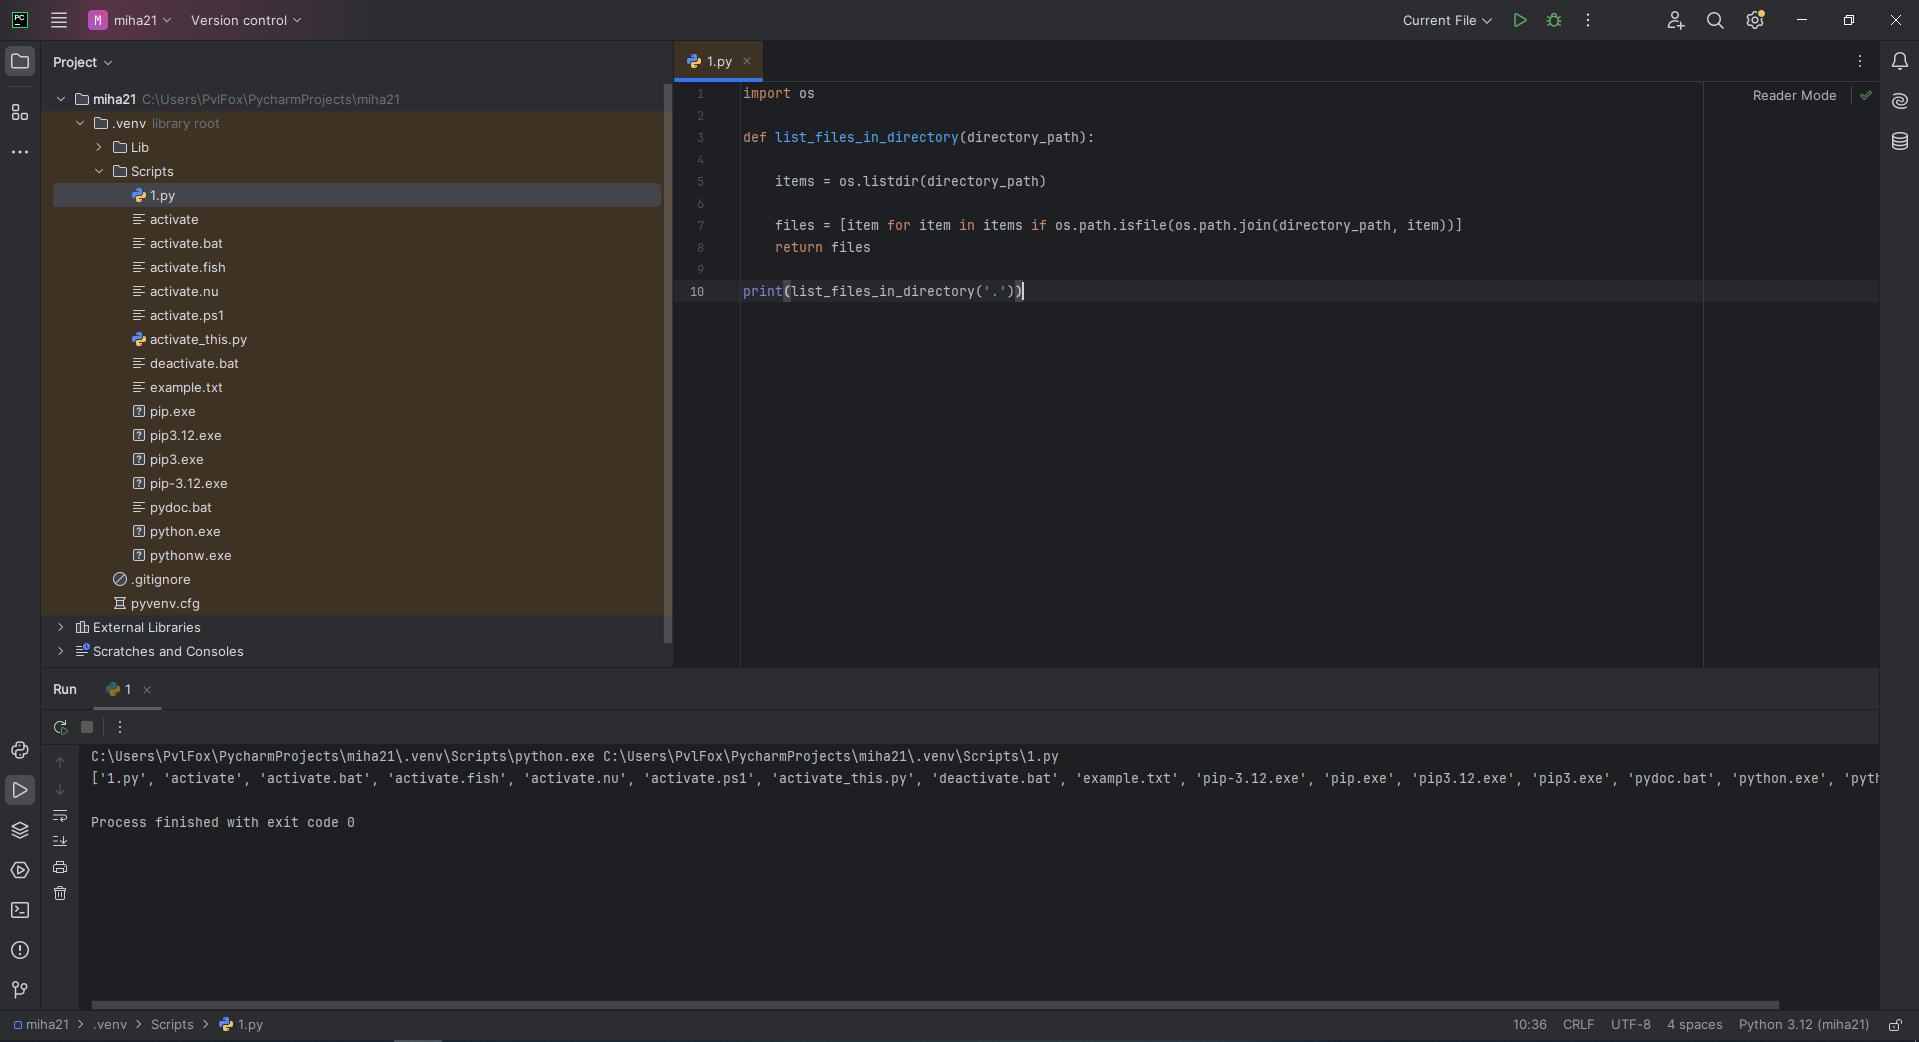 PC
M miha21 Version control Current File
Project
miha21 C:\Users\PvlFox\PycharmProjects\miha21
.venv library root
Lib
Scripts
1.py
activate
activate.bat
activate.fish
activate.nu
activate.ps1
activate_this.py
deactivate.bat
example.txt
pip.exe
pip3.12.exe
pip3.exe
pip-3.12.exe
pydoc.bat
python.exe
pythonw.exe
.gitignore
pyvenv.cfg
External Libraries
Scratches and Consoles
1.py
Reader Mode
1 import os
2
3 def list_files_in_directory(directory_path):
4
5 items = os.listdir(directory_path)
6
7 files = [item for item in items if os.path.isfile(os.path.join(directory_path, item))]
8 return files
9
10 print(list_files_in_directory('.'))
Run 1
C:\Users\PvlFox\PycharmProjects\miha21\.venv\Scripts\python.exe C:\Users\PvlFox\PycharmProjects\miha21\.venv\Scripts\1.py
['1.py', 'activate', 'activate.bat', 'activate.fish', 'activate.nu', 'activate.ps1', 'activate_this.py', 'deactivate.bat', 'example.txt', 'pip-3.12.exe', 'pip.exe', 'pip3.12.exe', 'pip3.exe', 'pydoc.bat', 'python.exe', 'pyth
Process finished with exit code 0
miha21 > .venv > Scripts > 1.py 10:36 CRLF UTF-8 4 spaces Python 3.12 (miha21)